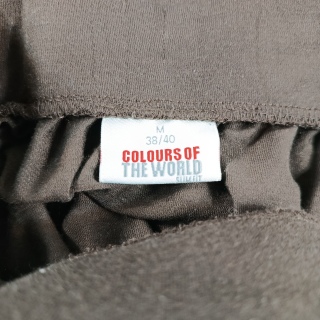 M
38/40
COLOURS OF
THE WORLD